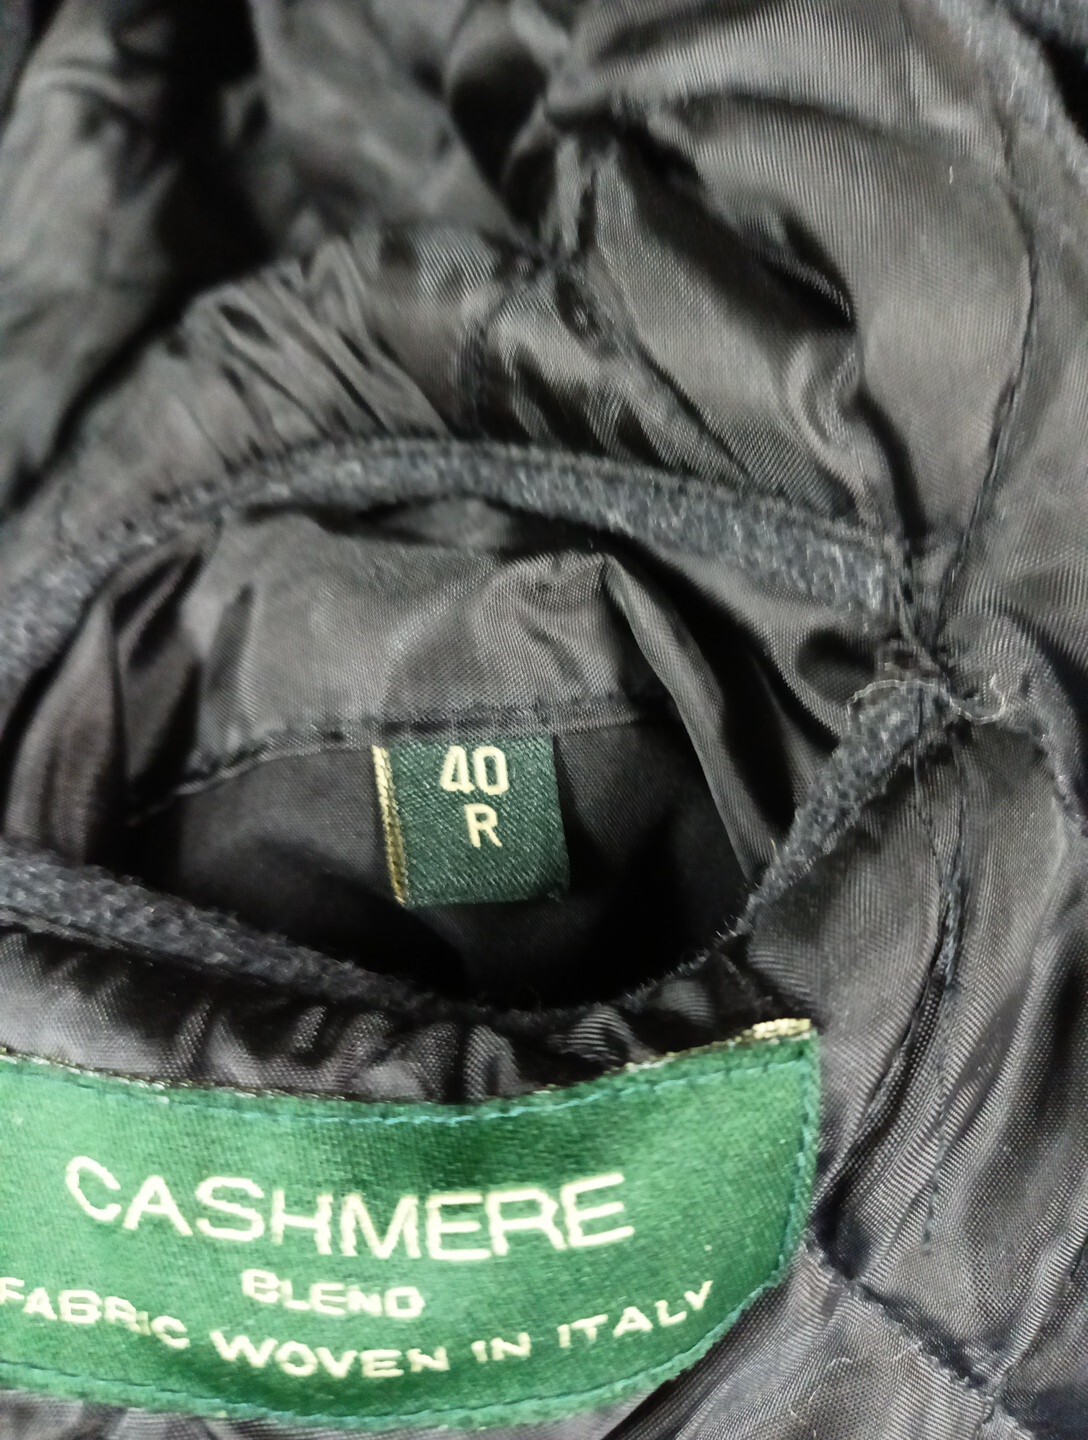 40
R
CASHMERE
BLEND
FABRIC WOVEN IN ITALY